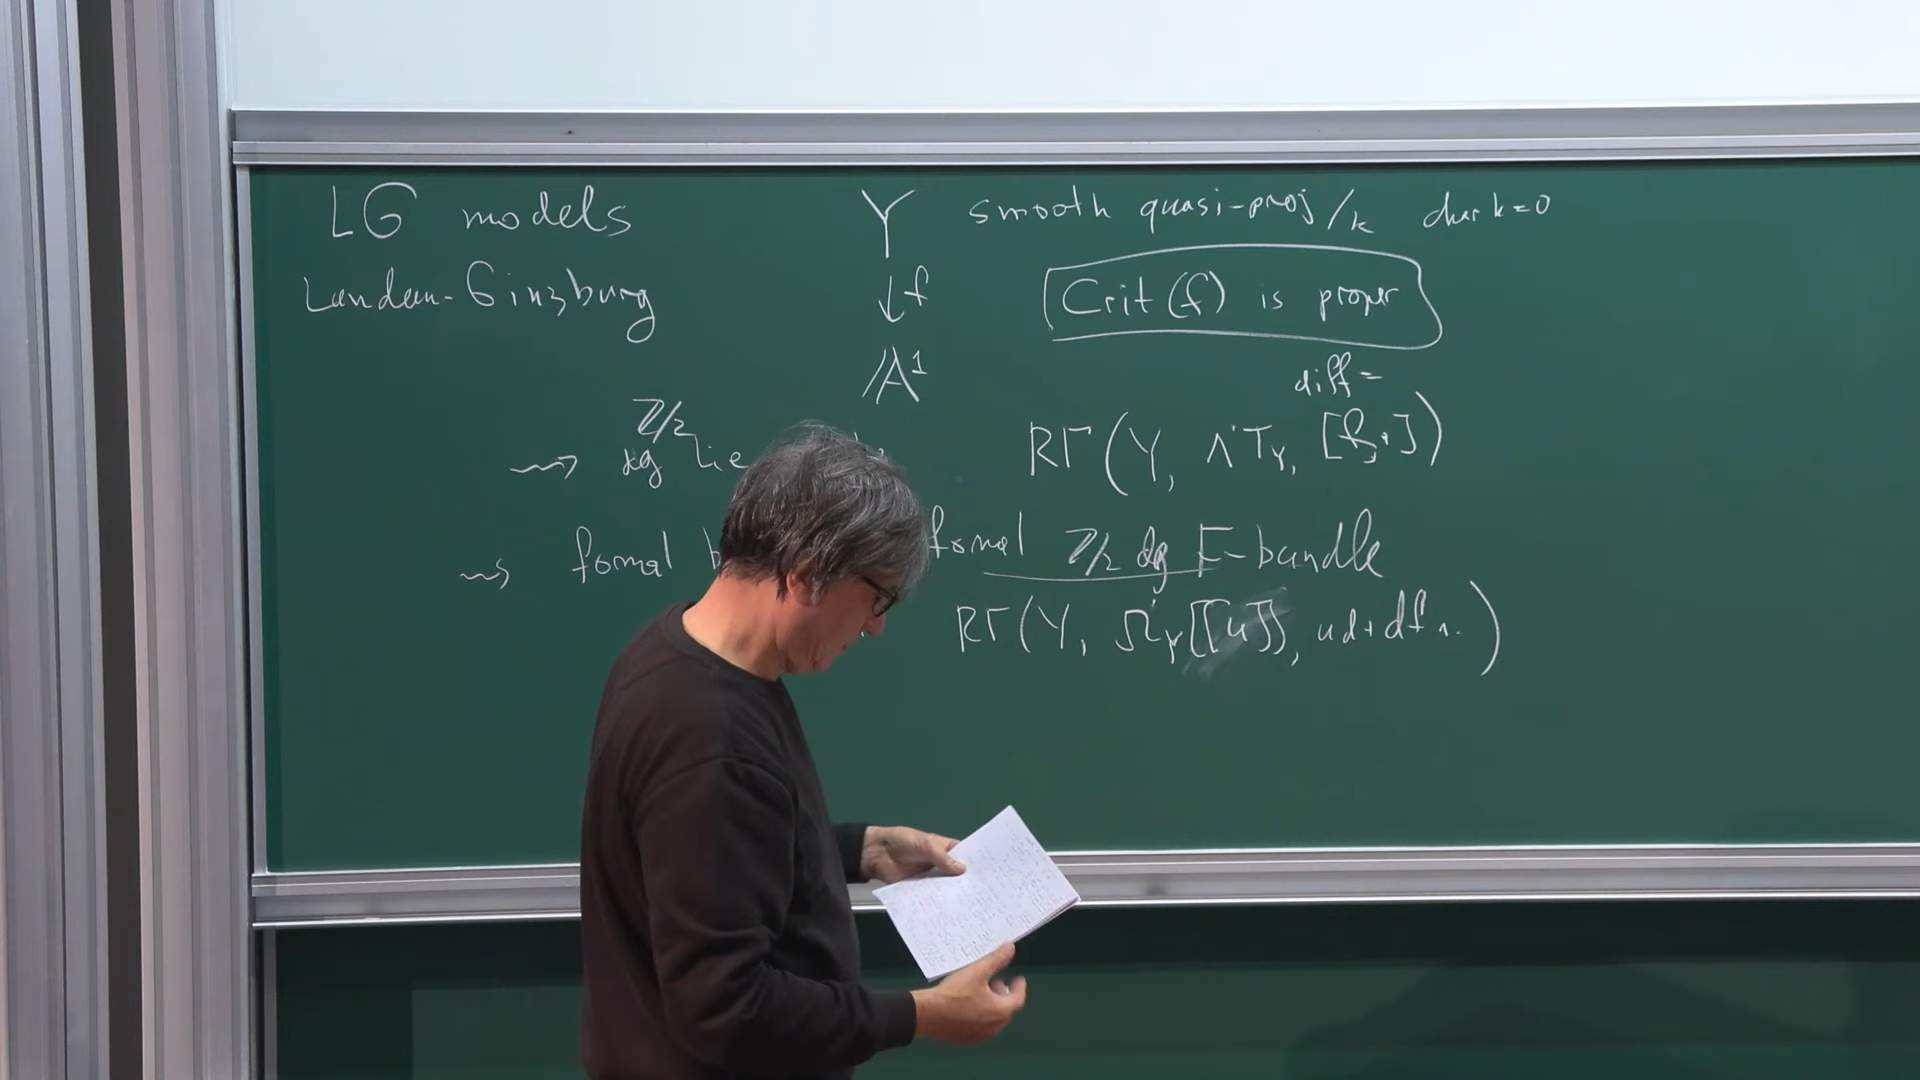 LG models Y smooth quasi-proj/k char k=0
Landau-Ginzburg ↓f Crit(f) is proper
𝔸¹ diff =
⇝ ℤ/2 dg Lie RΓ(Y, Λ˙T_Y, [f,·])
⇝ formal formal ℤ/2 dg F-bundle
RΓ(Y, Ω˙_Y[[u]], ud+df∧·)